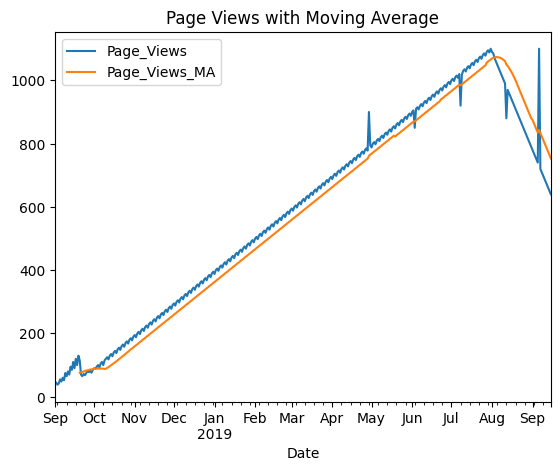 Page Views with Moving Average
Page_Views
Page_Views_MA
1000
800
600
400
200
0
Sep Oct Nov Dec Jan Feb Mar Apr May Jun Jul Aug Sep
2019
Date